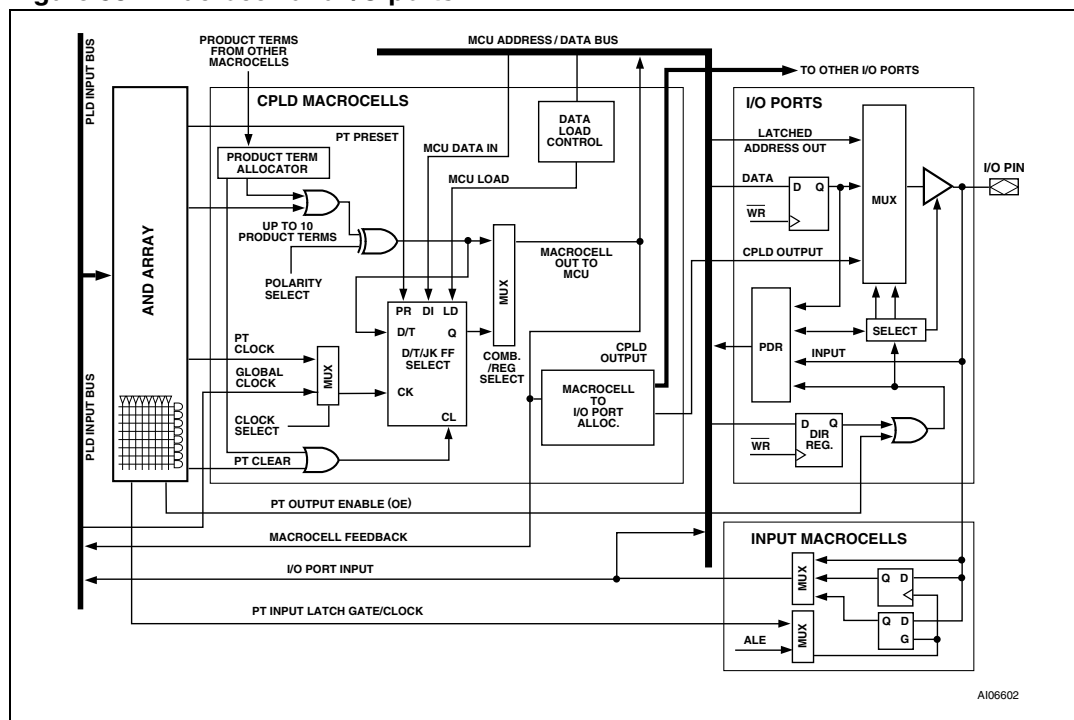 PRODUCT TERMS
FROM OTHER
MACROCELLS
MCU ADDRESS / DATA BUS
TO OTHER I/O PORTS
PLD INPUT BUS
CPLD MACROCELLS
I/O PORTS
PT PRESET
DATA
LOAD
CONTROL
LATCHED
ADDRESS OUT
MCU DATA IN
PRODUCT TERM
ALLOCATOR
MCU LOAD
DATA
D Q
WR
MUX
I/O PIN
AND ARRAY
UP TO 10
PRODUCT TERMS
POLARITY
SELECT
MUX
MACROCELL
OUT TO
MCU
CPLD OUTPUT
PR DI LD
D/T Q
D/T/JK FF
SELECT
CK
CL
COMB.
/REG
SELECT
CPLD
OUTPUT
PDR
SELECT
INPUT
PLD INPUT BUS
PT
CLOCK
GLOBAL
CLOCK
MUX
CLOCK
SELECT
MACROCELL
TO
I/O PORT
ALLOC.
D Q
DIR
REG.
WR
PT CLEAR
PT OUTPUT ENABLE (OE)
MACROCELL FEEDBACK
INPUT MACROCELLS
I/O PORT INPUT
MUX
Q D
PT INPUT LATCH GATE/CLOCK
Q D
G
ALE
MUX
AI06602